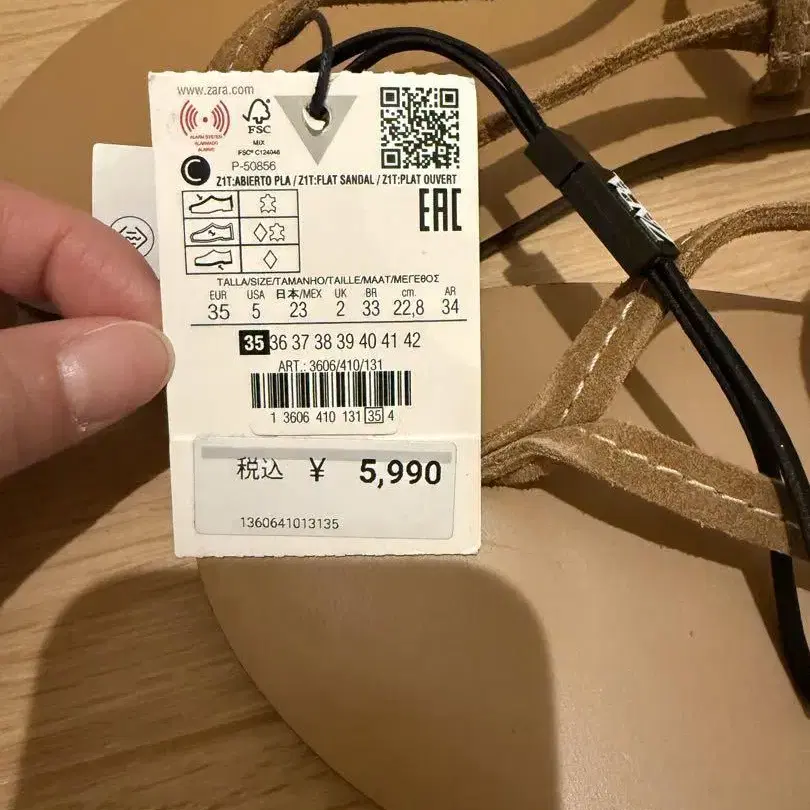 www.zara.com
ALARM SYSTEM
ALARMADO
ALARME
FSC
MIX
FSC® C124046
C P-50856
Z1T:ABIERTO PLA / Z1T:FLAT SANDAL / Z1T:PLAT OUVERT
EAC
TALLA/SIZE/TAMANHO/TAILLE/MAAT/ΜΕΓΕΘΟΣ
EUR USA 日本/MEX UK BR cm. AR
35 5 23 2 33 22,8 34
35 36 37 38 39 40 41 42
ART.: 3606/410/131
1 3606 410 131 35 4
税込 ¥ 5,990
1360641013135